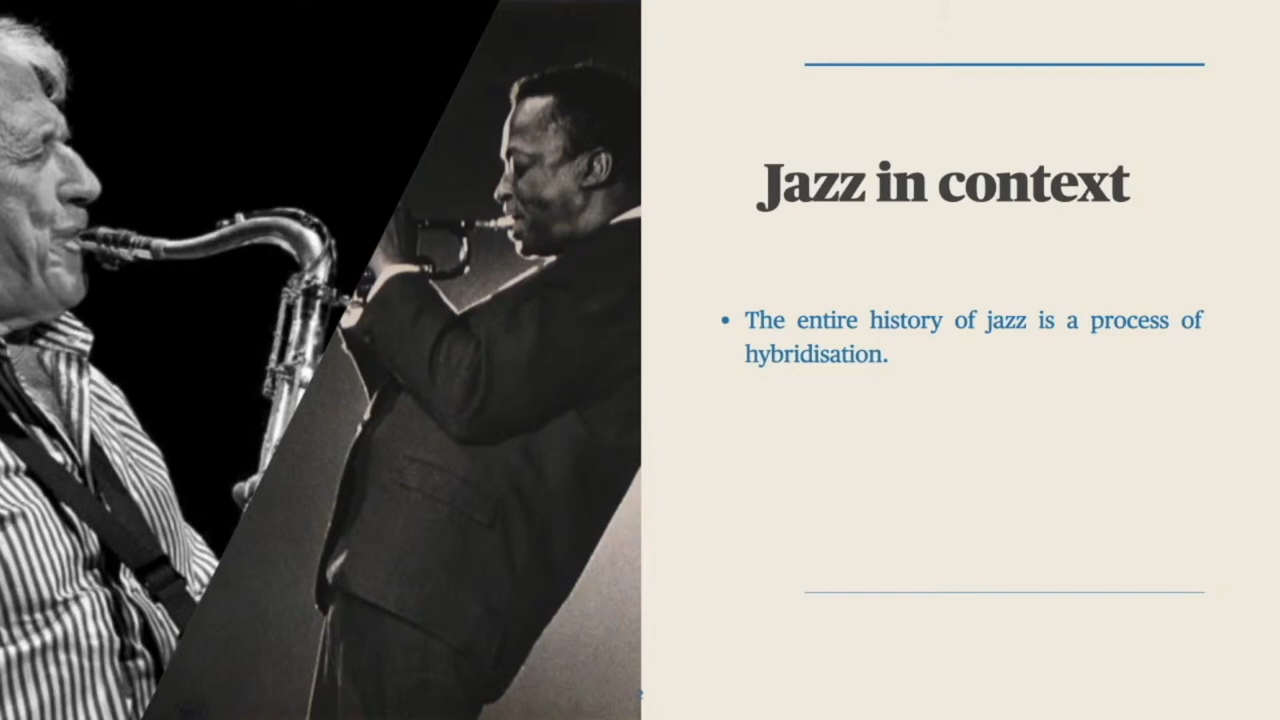 Jazz in context
• The entire history of jazz is a process of
hybridisation.